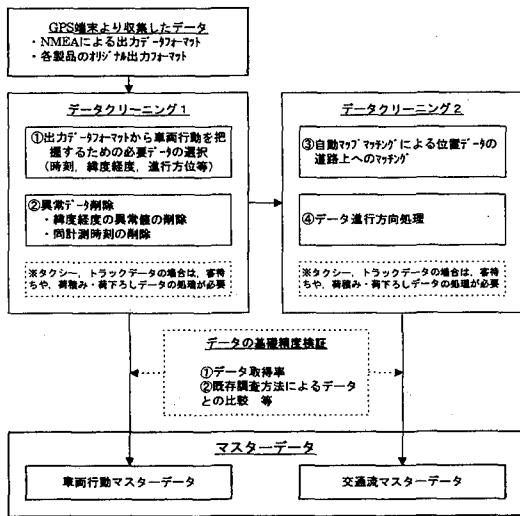 GPS端末より収集したデータ
・NMEAによる出力データフォーマット
・各製品のオリジナル出力フォーマット
データクリーニング1
①出力データフォーマットから車両行動を把
握するための必要データの選択
(時刻，緯度経度，進行方位等)
②異常データ削除
・緯度経度の異常値の削除
・同計測時刻の削除
※タクシー，トラックデータの場合は，客待
ちや，荷積み・荷下ろしデータの処理が必要
データクリーニング2
③自動マップマッチングによる位置データの
道路上へのマッチング
④データ進行方向処理
※タクシー，トラックデータの場合は，客待
ちや，荷積み・荷下ろしデータの処理が必要
データの基礎精度検証
①データ取得率
②既存調査方法によるデータ
との比較　等
マスターデータ
車両行動マスターデータ
交通流マスターデータ